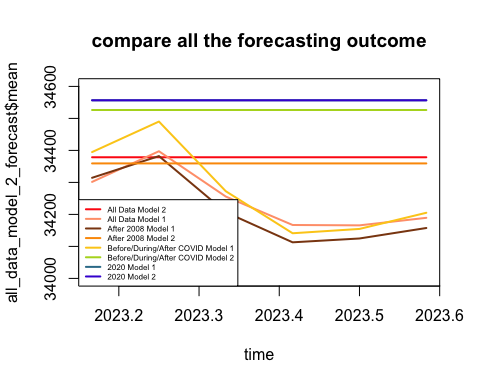 compare all the forecasting outcome
all_data_model_2_forecast$mean
34600
34400
34200
34000
All Data Model 2
All Data Model 1
After 2008 Model 1
After 2008 Model 2
Before/During/After COVID Model 1
Before/During/After COVID Model 2
2020 Model 1
2020 Model 2
2023.2 2023.3 2023.4 2023.5 2023.6
time